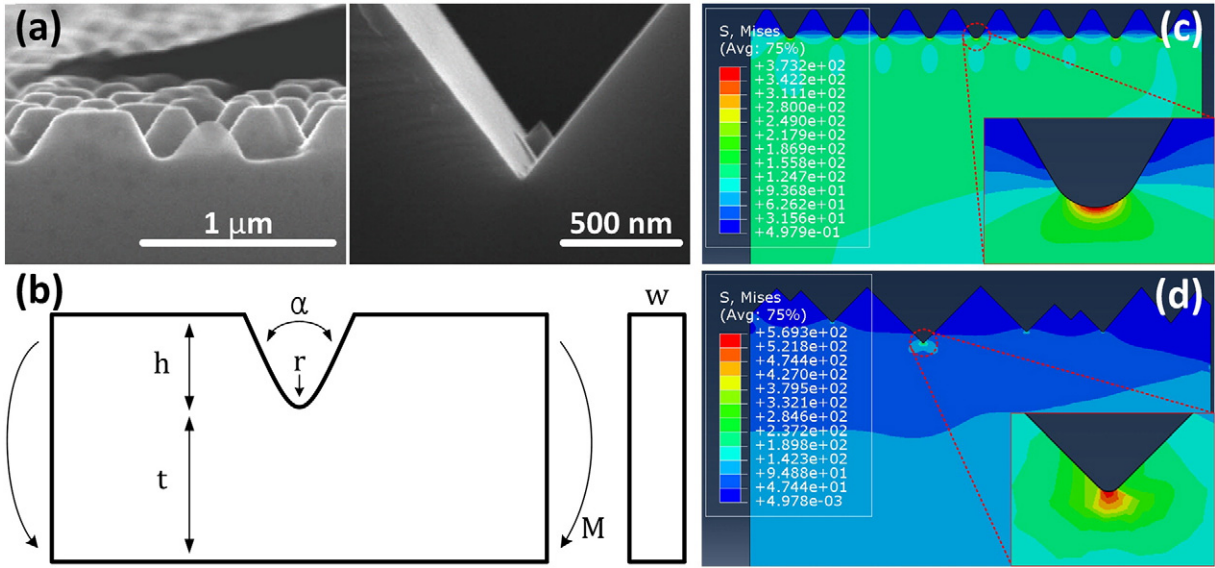 (a)
1 μm
500 nm
(b)
α
h
r
t
M
w
(c)
S, Mises
(Avg: 75%)
+3.732e+02
+3.422e+02
+3.111e+02
+2.800e+02
+2.490e+02
+2.179e+02
+1.869e+02
+1.558e+02
+1.247e+02
+9.368e+01
+6.262e+01
+3.156e+01
+4.979e-01
(d)
S, Mises
(Avg: 75%)
+5.693e+02
+5.218e+02
+4.744e+02
+4.270e+02
+3.795e+02
+3.321e+02
+2.846e+02
+2.372e+02
+1.898e+02
+1.423e+02
+9.488e+01
+4.744e+01
+4.978e-03